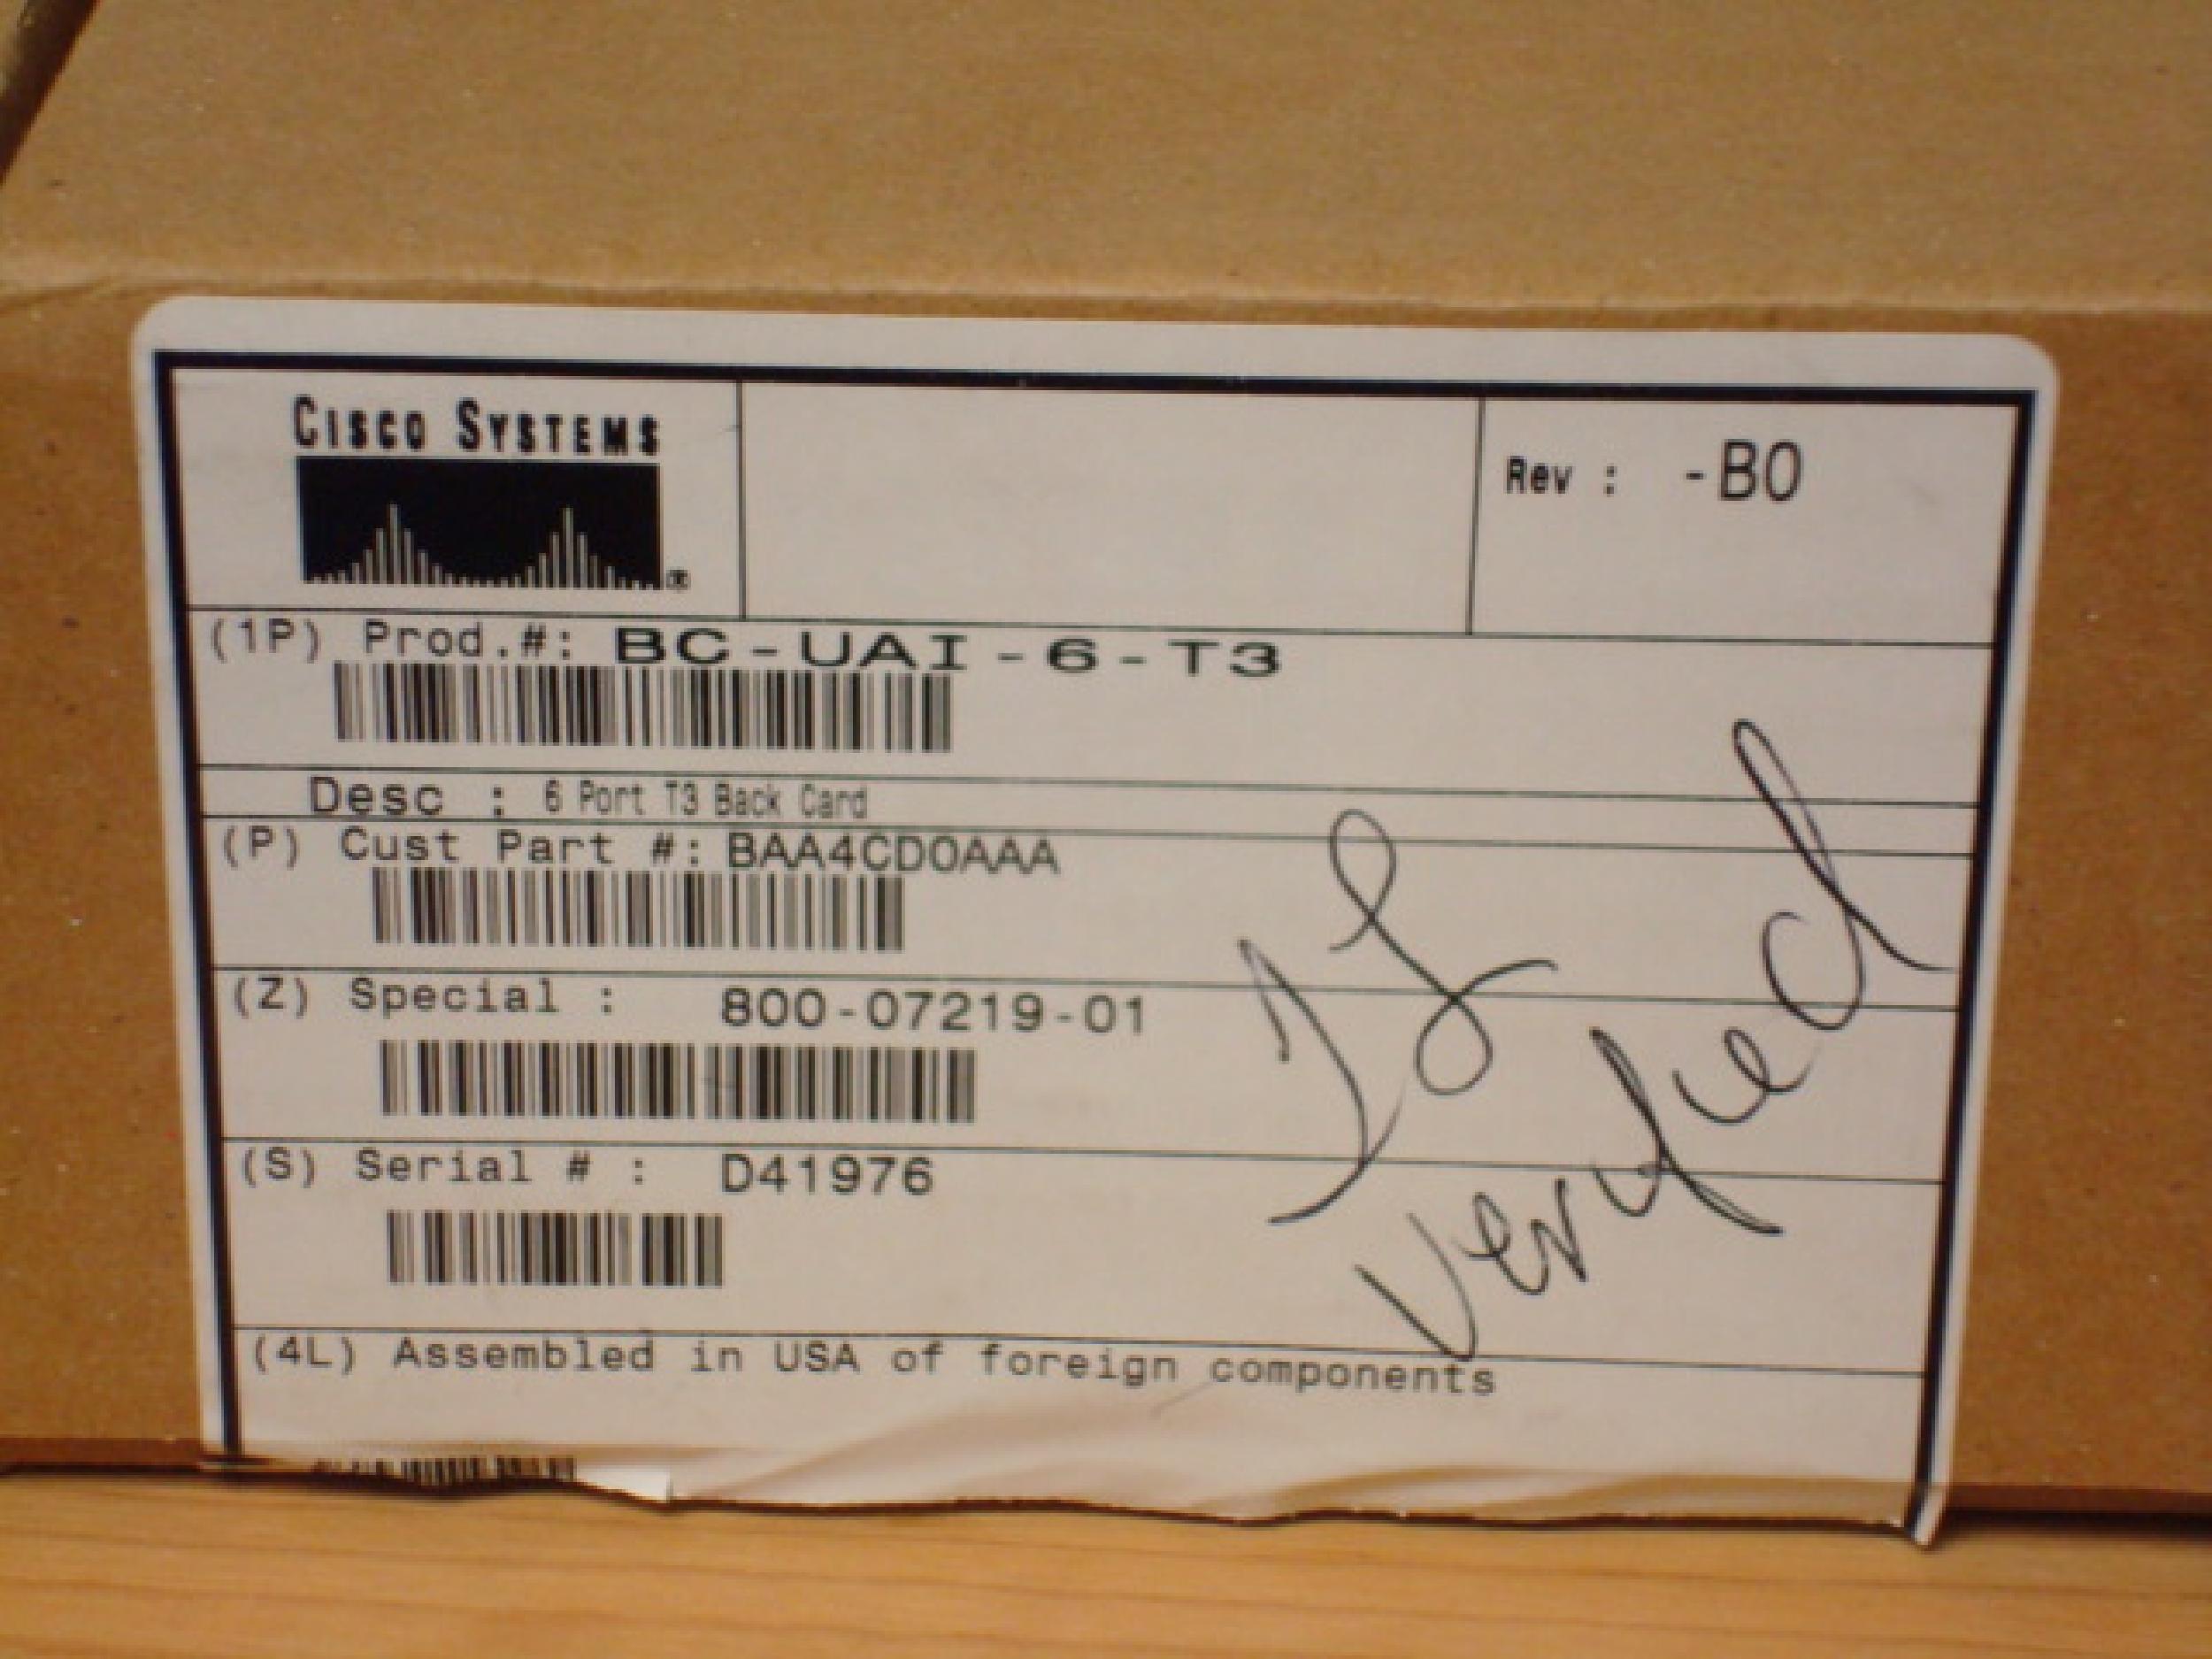 CISCO SYSTEMS
®
Rev : -B0
(1P) Prod.#: BC-UAI-6-T3
Desc : 6 Port T3 Back Card
(P) Cust Part #: BAA4CD0AAA
(Z) Special : 800-07219-01
(S) Serial # : D41976
Verified
(4L) Assembled in USA of foreign components